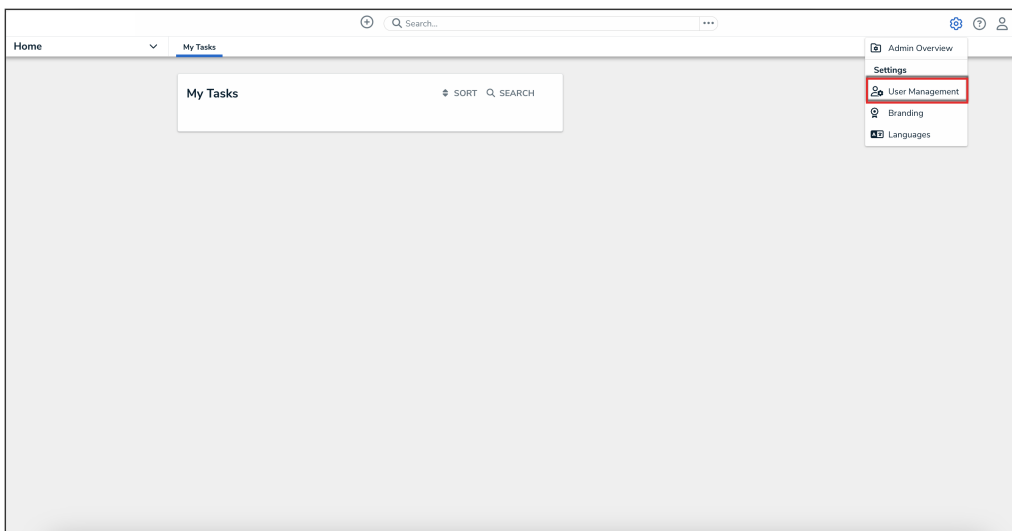 Search...
Home
My Tasks
Admin Overview
Settings
User Management
Branding
Languages
My Tasks
SORT
SEARCH